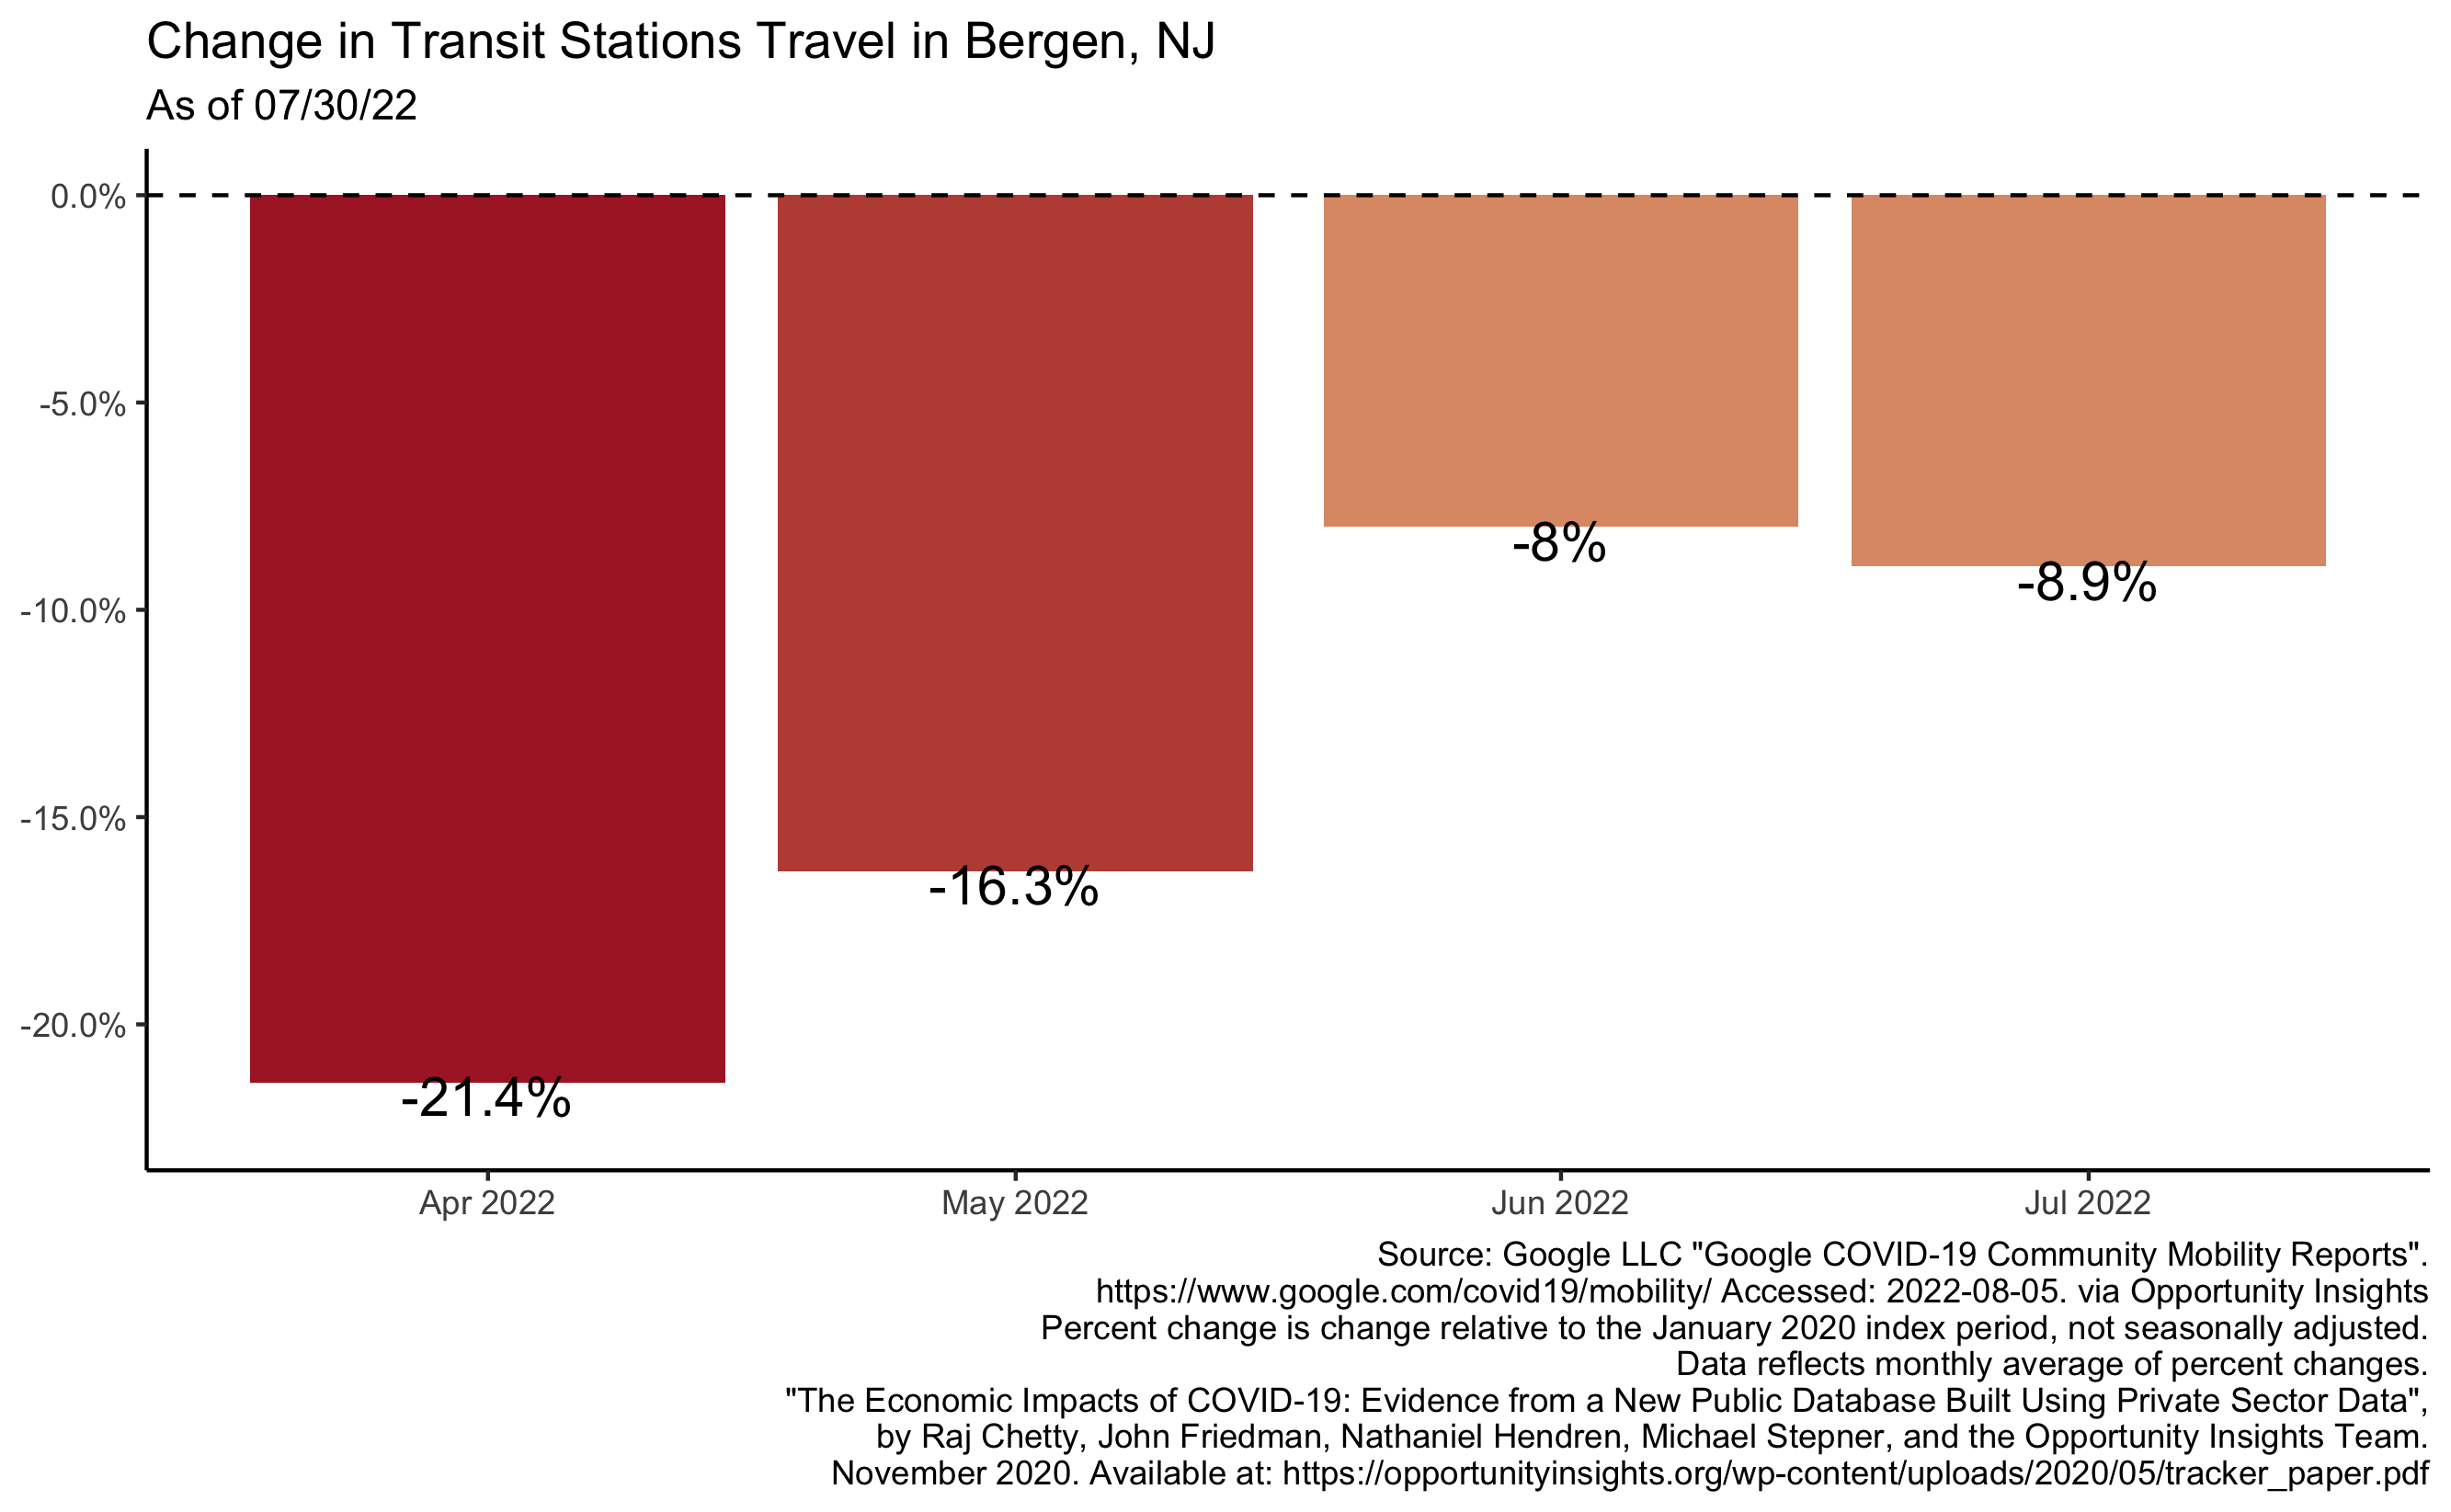 Change in Transit Stations Travel in Bergen, NJ
As of 07/30/22
0.0%
-5.0%
-10.0%
-15.0%
-20.0%
-21.4%
-16.3%
-8%
-8.9%
Apr 2022
May 2022
Jun 2022
Jul 2022
Source: Google LLC "Google COVID-19 Community Mobility Reports".
https://www.google.com/covid19/mobility/ Accessed: 2022-08-05. via Opportunity Insights
Percent change is change relative to the January 2020 index period, not seasonally adjusted.
Data reflects monthly average of percent changes.
"The Economic Impacts of COVID-19: Evidence from a New Public Database Built Using Private Sector Data",
by Raj Chetty, John Friedman, Nathaniel Hendren, Michael Stepner, and the Opportunity Insights Team.
November 2020. Available at: https://opportunityinsights.org/wp-content/uploads/2020/05/tracker_paper.pdf